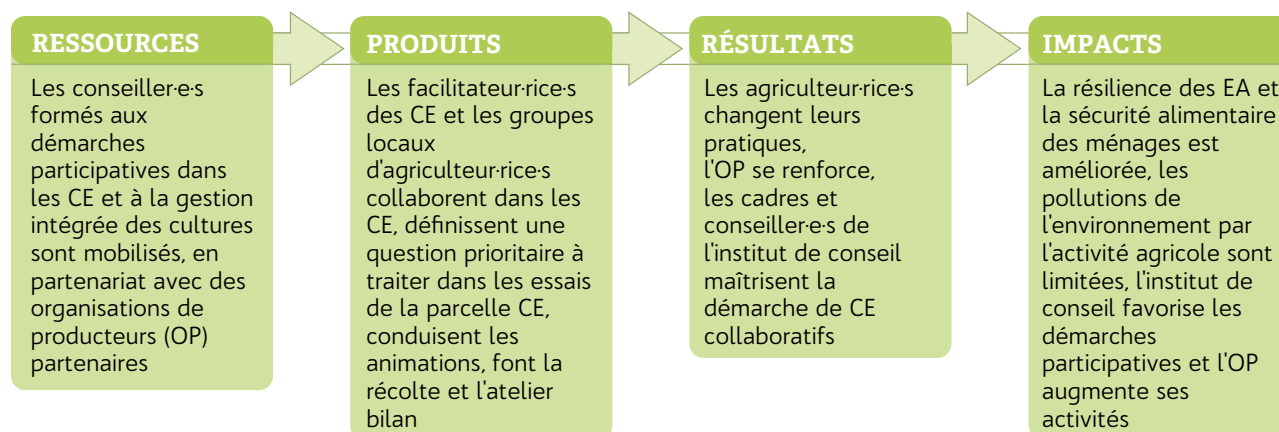 RESSOURCES
Les conseiller·e·s
formés aux
démarches
participatives dans
les CE et à la gestion
intégrée des cultures
sont mobilisés, en
partenariat avec des
organisations de
producteurs (OP)
partenaires
PRODUITS
Les facilitateur·rice·s
des CE et les groupes
locaux
d'agriculteur·rice·s
collaborent dans les
CE, définissent une
question prioritaire à
traiter dans les essais
de la parcelle CE,
conduisent les
animations, font la
récolte et l'atelier
bilan
RÉSULTATS
Les agriculteur·rice·s
changent leurs
pratiques,
l'OP se renforce,
les cadres et
conseiller·e·s de
l'institut de conseil
maîtrisent la
démarche de CE
collaboratifs
IMPACTS
La résilience des EA et
la sécurité alimentaire
des ménages est
améliorée, les
pollutions de
l'environnement par
l'activité agricole sont
limitées, l'institut de
conseil favorise les
démarches
participatives et l'OP
augmente ses
activités